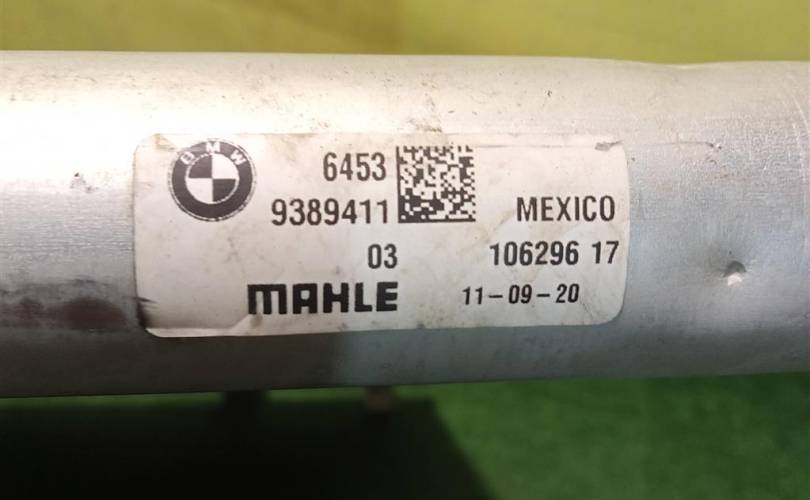 BMW
6453
9389411 MEXICO
03 106296 17
MAHLE 11-09-20